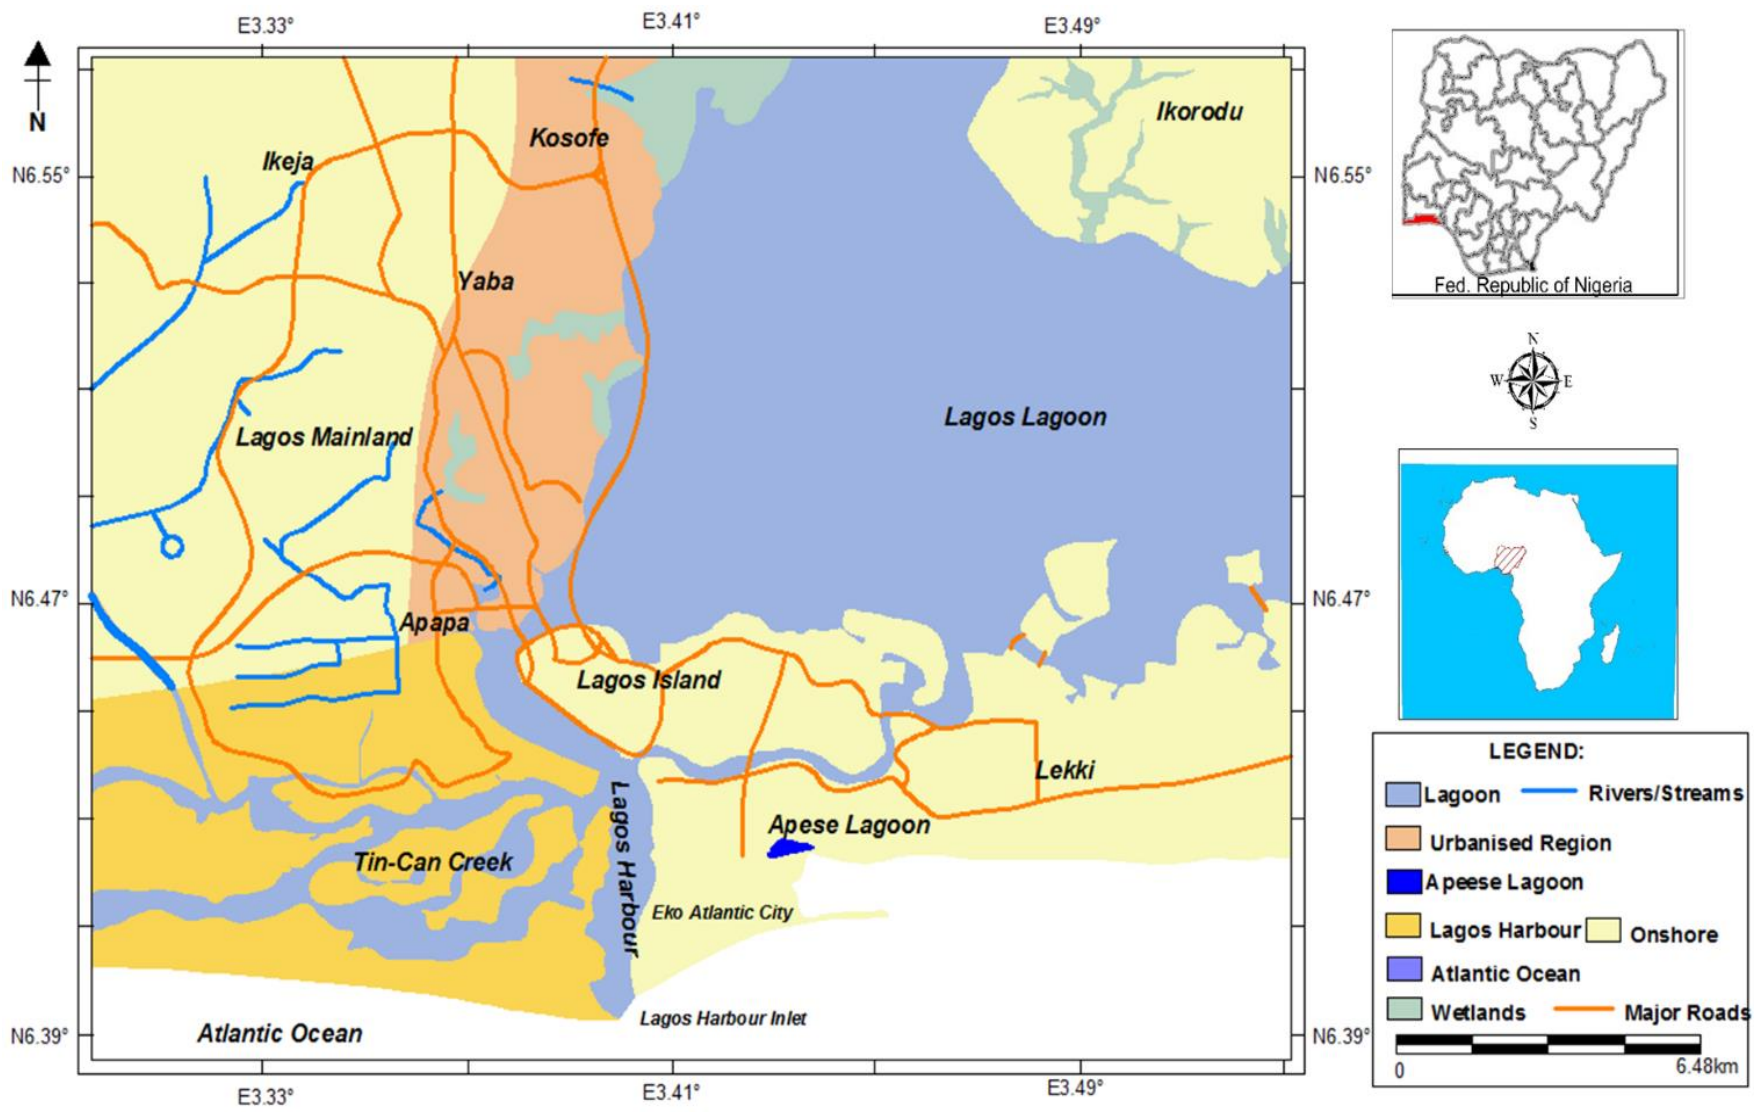 E3.33°
E3.41°
E3.49°
N
Ikorodu
Kosofe
Ikeja
N6.55°
N6.55°
Yaba
Fed. Republic of Nigeria
N
W
E
S
Lagos Lagoon
Lagos Mainland
N6.47°
N6.47°
Apapa
Lagos Island
Lekki
Lagos Harbour
Apese Lagoon
Tin-Can Creek
Eko Atlantic City
Lagos Harbour Inlet
Atlantic Ocean
N6.39°
N6.39°
E3.33°
E3.41°
E3.49°
LEGEND:
Lagoon Rivers/Streams
Urbanised Region
Apeese Lagoon
Lagos Harbour Onshore
Atlantic Ocean
Wetlands Major Roads
0 6.48km